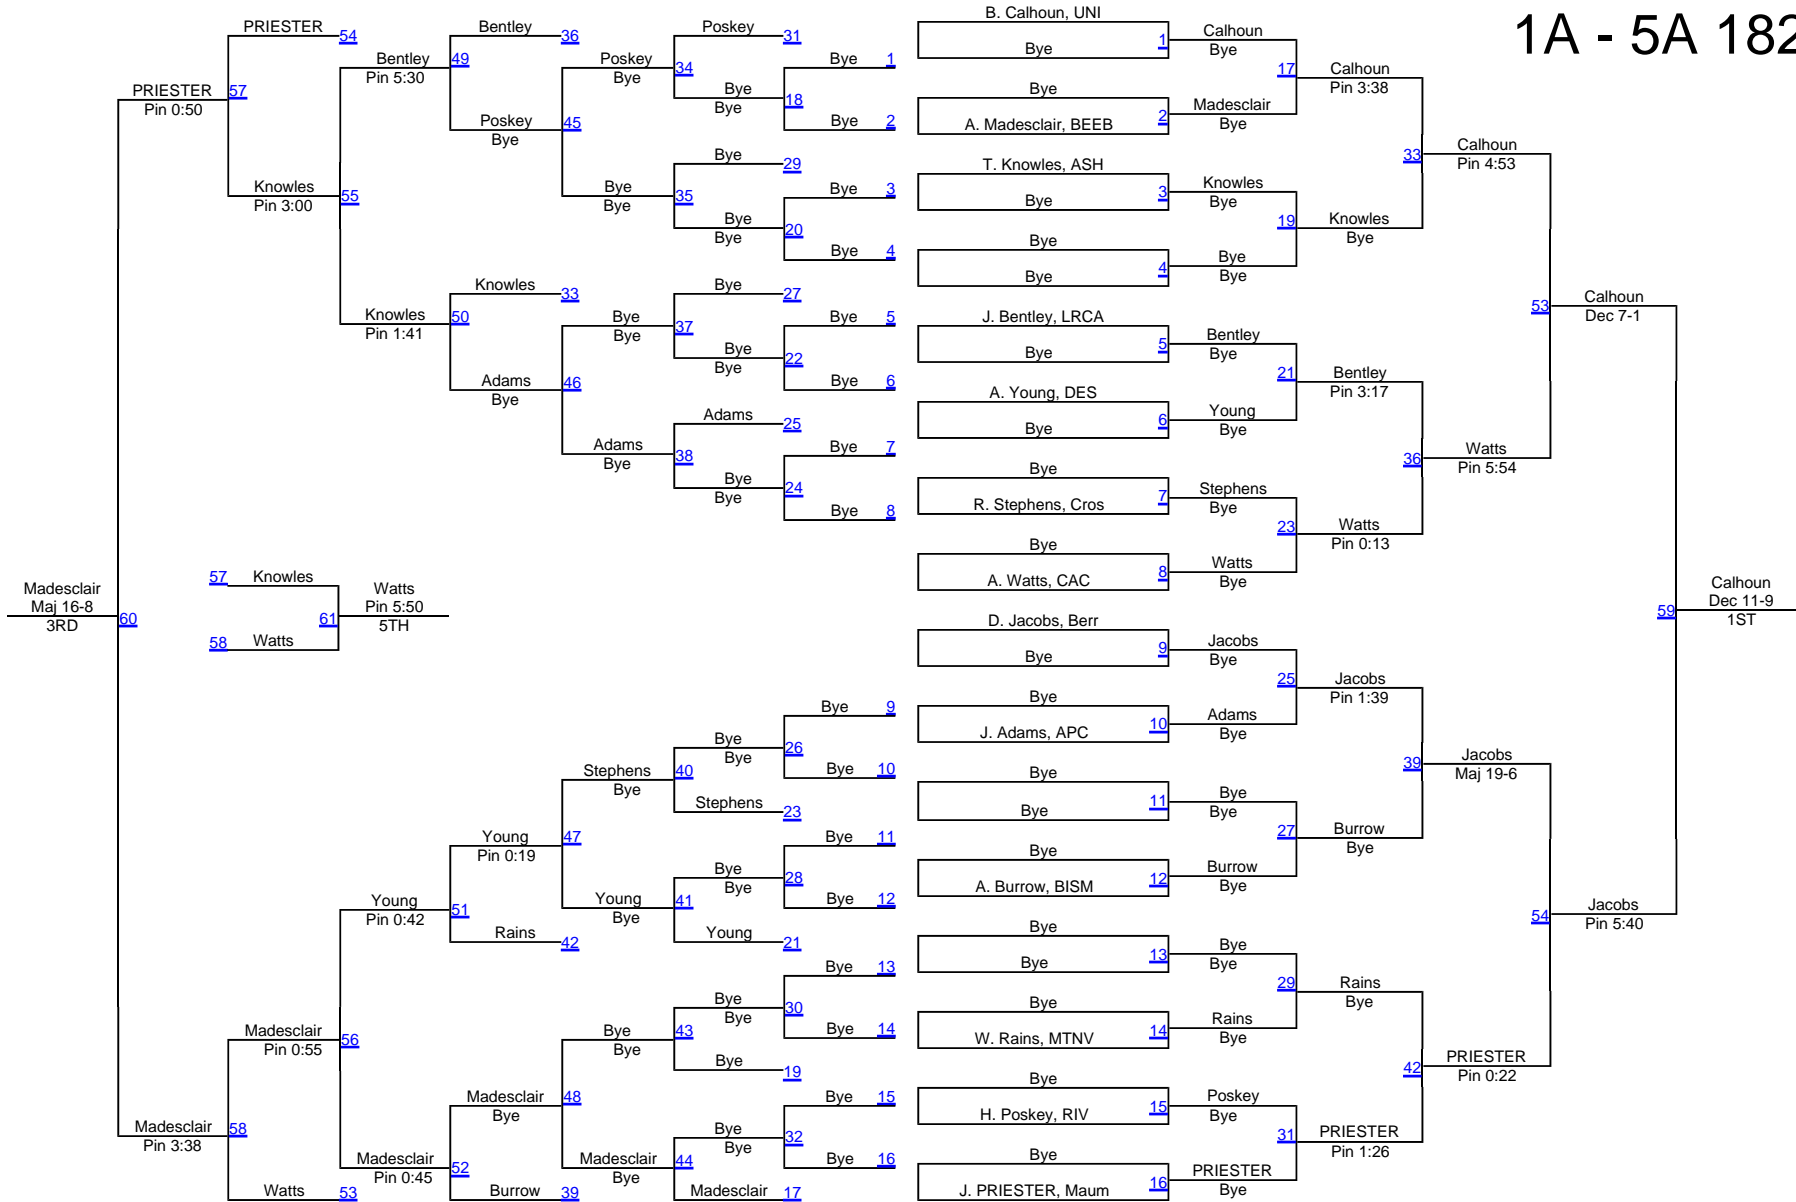 1A - 5A 182
PRIESTER 54
57
PRIESTER
Pin 0:50
Knowles
Pin 3:00
55
Bentley
Pin 5:30
49
Bentley 36
Poskey
Bye
45
Poskey
Bye
34
Poskey 31
Bye
Bye
18
Bye 1
Bye 2
Bye
Bye
35
Bye 29
Bye
Bye
20
Bye 3
Bye 4
Knowles
Pin 1:41
50
Knowles 33
Adams
Bye
46
Bye
Bye
37
Bye 27
Bye
Bye
22
Bye 5
Bye 6
Adams
Bye
38
Adams 25
Bye
Bye
24
Bye 7
Bye 8
Madesclair
Maj 16-8
3RD
60
57 Knowles
58 Watts
61
Watts
Pin 5:50
5TH
Bye 9
Bye 10
26
Bye
Bye
40
Stephens 23
Stephens
Bye
47
Young
Pin 0:19
Bye 11
Bye 12
28
Bye
Bye
41
Young 21
Young
Bye
51
Rains 42
Young
Pin 0:42
56
Madesclair
Pin 0:55
Bye 13
Bye 14
30
Bye
Bye
43
Bye 19
Bye
Bye
48
Madesclair
Bye
Bye 15
Bye 16
32
Bye
Bye
44
Madesclair 17
Madesclair
Bye
52
Burrow 39
Madesclair
Pin 0:45
58
Watts 53
Madesclair
Pin 3:38
B. Calhoun, UNI
Bye 1
Calhoun
Bye
Bye
A. Madesclair, BEEB 2
Madesclair
Bye
17
Calhoun
Pin 3:38
T. Knowles, ASH
Bye 3
Knowles
Bye
Bye
Bye 4
Bye
Bye
19
Knowles
Bye
33
Calhoun
Pin 4:53
J. Bentley, LRCA
Bye 5
Bentley
Bye
A. Young, DES
Bye 6
Young
Bye
21
Bentley
Pin 3:17
Bye
R. Stephens, Cros 7
Stephens
Bye
Bye
A. Watts, CAC 8
Watts
Bye
23
Watts
Pin 0:13
36
Watts
Pin 5:54
53
Calhoun
Dec 7-1
D. Jacobs, Berr
Bye 9
Jacobs
Bye
Bye
J. Adams, APC 10
Adams
Bye
25
Jacobs
Pin 1:39
Bye
Bye 11
Bye
Bye
Bye
A. Burrow, BISM 12
Burrow
Bye
27
Burrow
Bye
39
Jacobs
Maj 19-6
Bye
Bye 13
Bye
Bye
Bye
W. Rains, MTNV 14
Rains
Bye
29
Rains
Bye
Bye
H. Poskey, RIV 15
Poskey
Bye
Bye
J. PRIESTER, Maum 16
PRIESTER
Bye
31
PRIESTER
Pin 1:26
42
PRIESTER
Pin 0:22
54
Jacobs
Pin 5:40
59
Calhoun
Dec 11-9
1ST